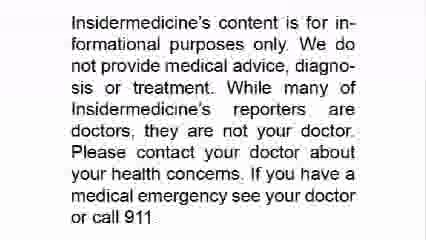 Insidermedicine's content is for in-
formational purposes only. We do
not provide medical advice, diagno-
sis or treatment. While many of
Insidermedicine's reporters are
doctors, they are not your doctor.
Please contact your doctor about
your health concerns. If you have a
medical emergency see your doctor
or call 911